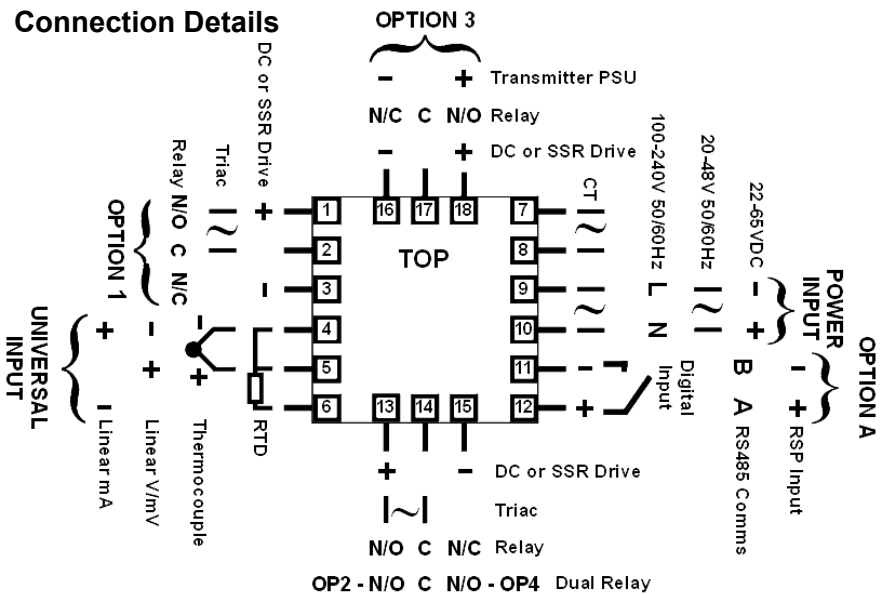 Connection Details
OPTION 3
- + Transmitter PSU
N/C C N/O Relay
- + DC or SSR Drive
DC or SSR Drive
+
-
Triac
~
Relay N/O C N/C
OPTION 1
16 17 18
TOP
1
2
3
4
5
6
7
8
9
10
11
12
13 14 15
CT
~
100-240V 50/60Hz L N
~
20-48V 50/60Hz
~
22-65VDC - +
POWER INPUT
Digital Input
- +
B A RS485 Comms
- + RSP Input
OPTION A
UNIVERSAL INPUT
+ - Linear mA
- + Linear V/mV
- + Thermocouple
RTD
+ - DC or SSR Drive
~ Triac
N/O C N/C Relay
OP2 - N/O C N/O - OP4 Dual Relay